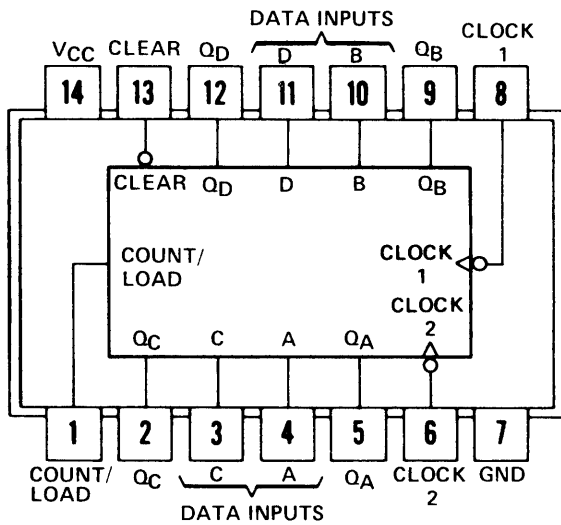 DATA INPUTS
VCC CLEAR QD D B QB CLOCK 1
14 13 12 11 10 9 8
CLEAR QD D B QB
COUNT/
LOAD
CLOCK
1
CLOCK
2
QC C A QA
1 2 3 4 5 6 7
COUNT/
LOAD
QC C A QA CLOCK 2 GND
DATA INPUTS